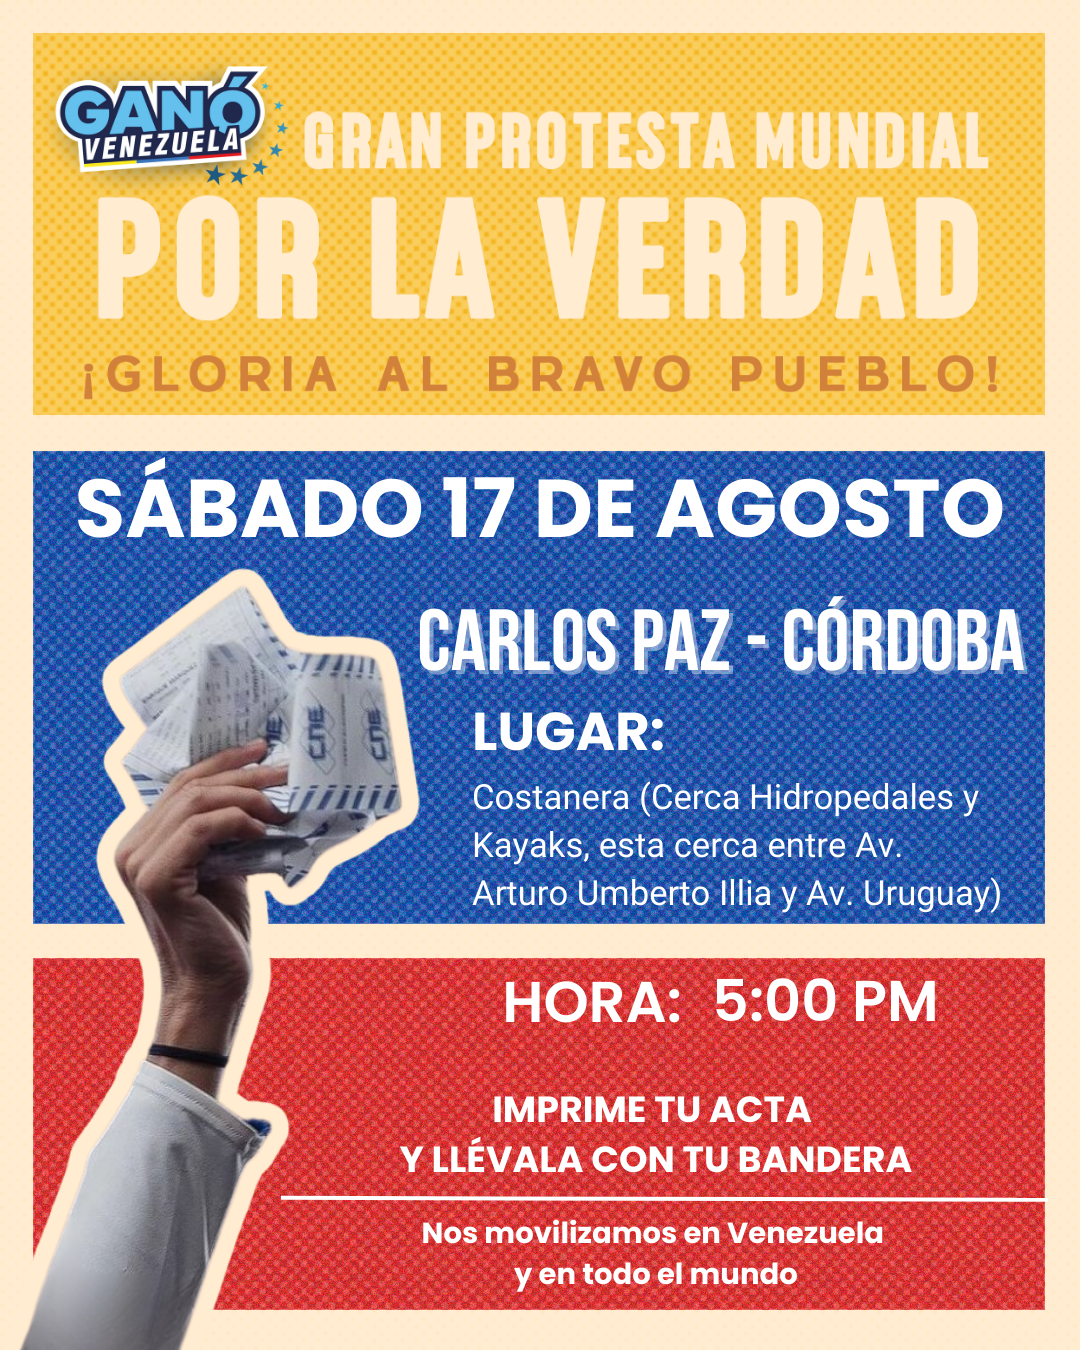 GANÓ
VENEZUELA
GRAN PROTESTA MUNDIAL
POR LA VERDAD
¡GLORIA AL BRAVO PUEBLO!
SÁBADO 17 DE AGOSTO
CARLOS PAZ - CÓRDOBA
LUGAR:
Costanera (Cerca Hidropedales y
Kayaks, esta cerca entre Av.
Arturo Umberto Illia y Av. Uruguay)
CNE
CNE
HORA: 5:00 PM
IMPRIME TU ACTA
Y LLÉVALA CON TU BANDERA
Nos movilizamos en Venezuela
y en todo el mundo